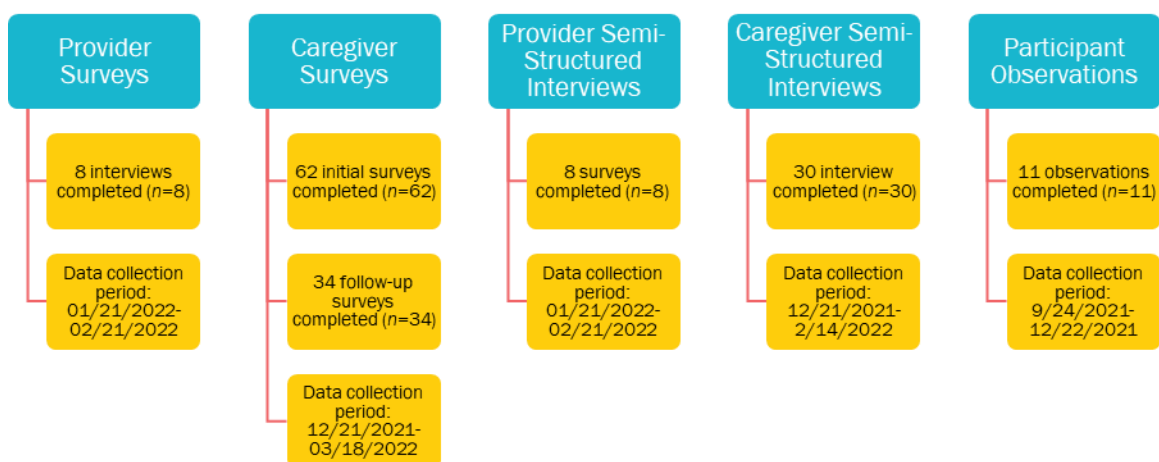 Provider
Surveys
8 interviews
completed (n=8)
Data collection
period:
01/21/2022-
02/21/2022
Caregiver
Surveys
62 initial surveys
completed (n=62)
34 follow-up
surveys
completed (n=34)
Data collection
period:
12/21/2021-
03/18/2022
Provider Semi-
Structured
Interviews
8 surveys
completed (n=8)
Data collection
period:
01/21/2022-
02/21/2022
Caregiver Semi-
Structured
Interviews
30 interview
completed (n=30)
Data collection
period:
12/21/2021-
2/14/2022
Participant
Observations
11 observations
completed (n=11)
Data collection
period:
9/24/2021-
12/22/2021